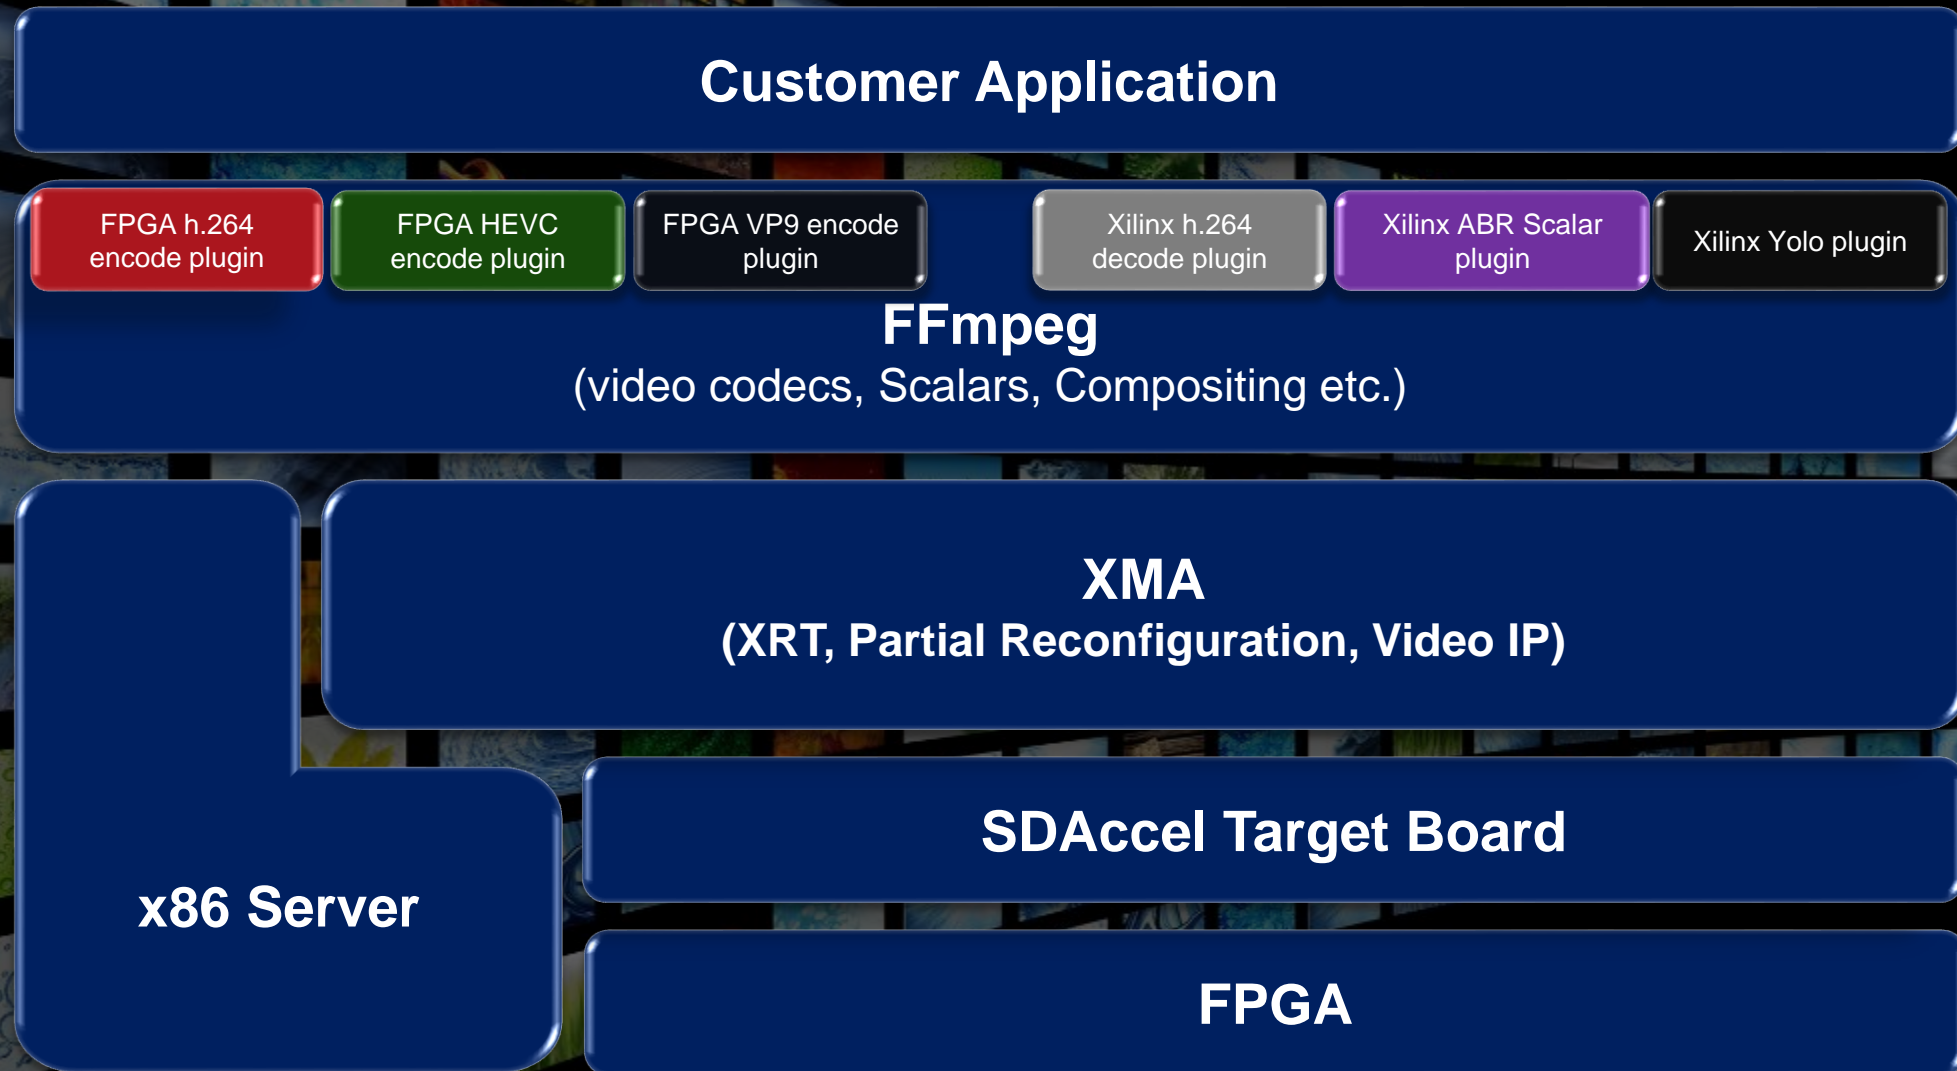 Customer Application
FPGA h.264
encode plugin
FPGA HEVC
encode plugin
FPGA VP9 encode
plugin
Xilinx h.264
decode plugin
Xilinx ABR Scalar
plugin
Xilinx Yolo plugin
FFmpeg
(video codecs, Scalars, Compositing etc.)
XMA
(XRT, Partial Reconfiguration, Video IP)
SDAccel Target Board
x86 Server
FPGA